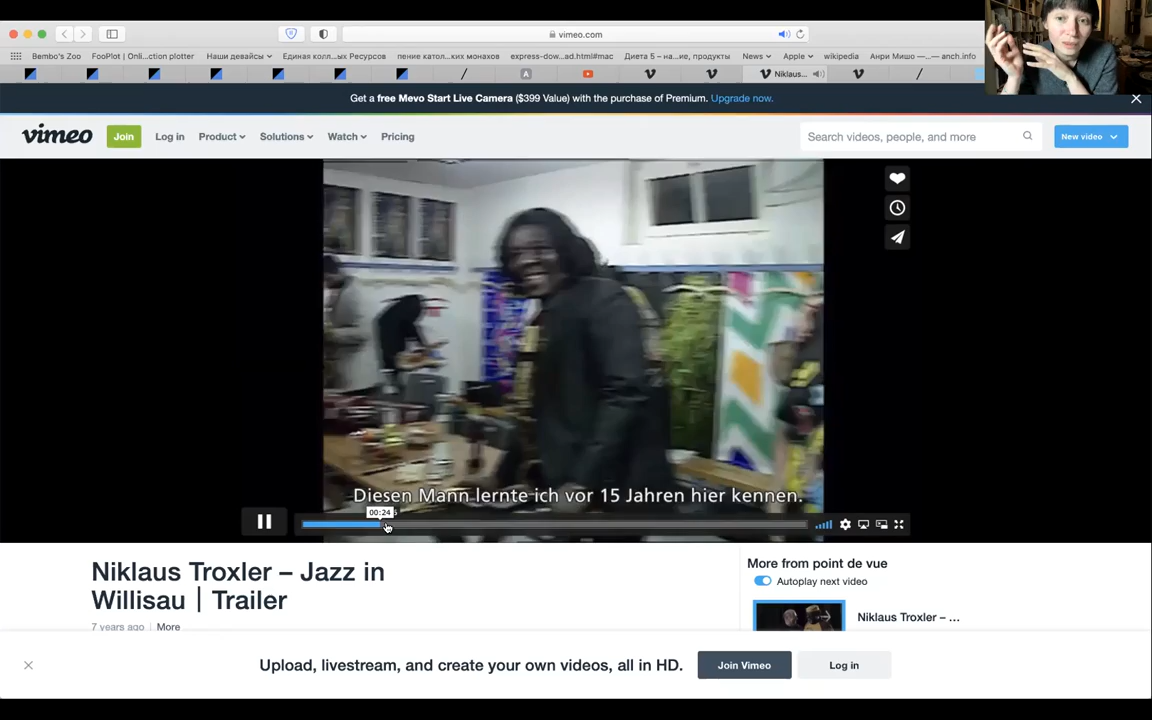 vimeo.com
Bembo's Zoo
FooPlot | Onli...ction plotter
Наши девайсы
Единая колл...ых Ресурсов
пение катол...ких монахов
express-dow...ad.html#mac
Диета 5 – на...ие, продукты
News
Apple
wikipedia
Анри Мишо —...— anch.info
Niklaus...
Get a free Mevo Start Live Camera ($399 Value) with the purchase of Premium. Upgrade now.
vimeo
Join
Log in
Product
Solutions
Watch
Pricing
Search videos, people, and more
New video
Diesen Mann lernte ich vor 15 Jahren hier kennen.
00:24
Niklaus Troxler – Jazz in
Willisau | Trailer
7 years ago
More
More from point de vue
Autoplay next video
Niklaus Troxler – ...
Upload, livestream, and create your own videos, all in HD.
Join Vimeo
Log in